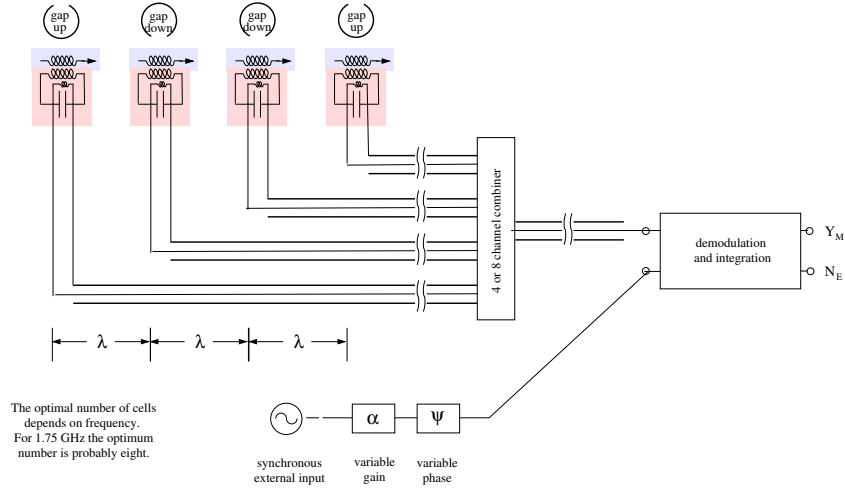 gap
up
gap
down
gap
down
gap
up
4 or 8 channel combiner
demodulation
and integration
Y_M
N_E
λ
λ
λ
The optimal number of cells
depends on frequency.
For 1.75 GHz the optimum
number is probably eight.
α
Ψ
synchronous
external input
variable
gain
variable
phase